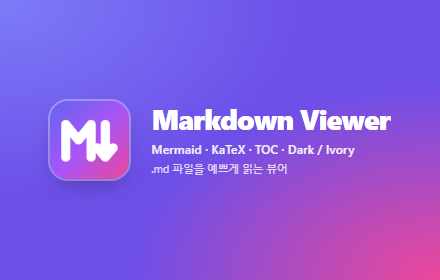 M
Markdown Viewer
Mermaid · KaTeX · TOC · Dark / Ivory
.md 파일을 예쁘게 읽는 뷰어